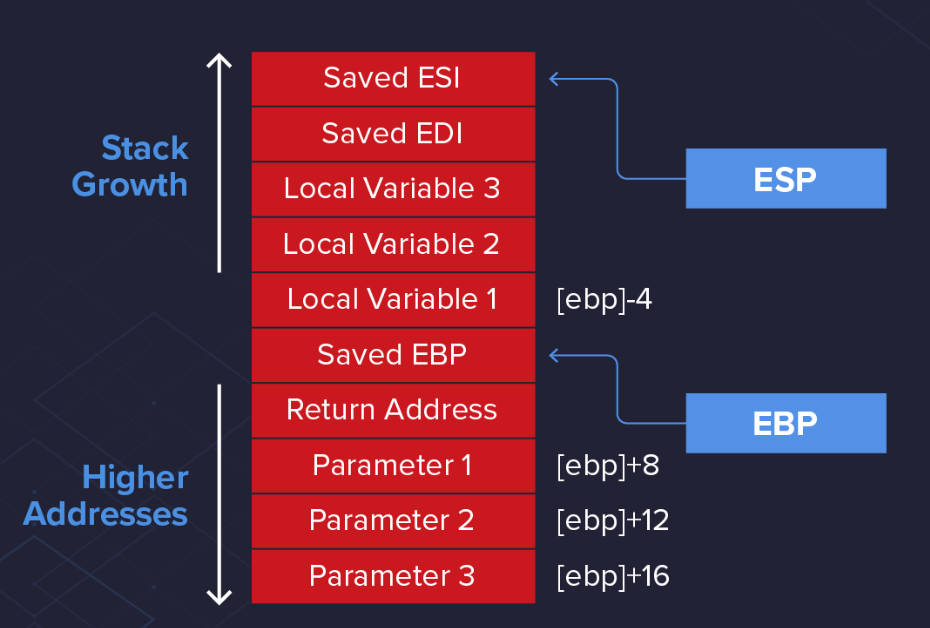 Saved ESI
Saved EDI
Stack
Growth
ESP
Local Variable 3
Local Variable 2
Local Variable 1 [ebp]-4
Saved EBP
Return Address
EBP
Parameter 1 [ebp]+8
Higher
Addresses
Parameter 2 [ebp]+12
Parameter 3 [ebp]+16